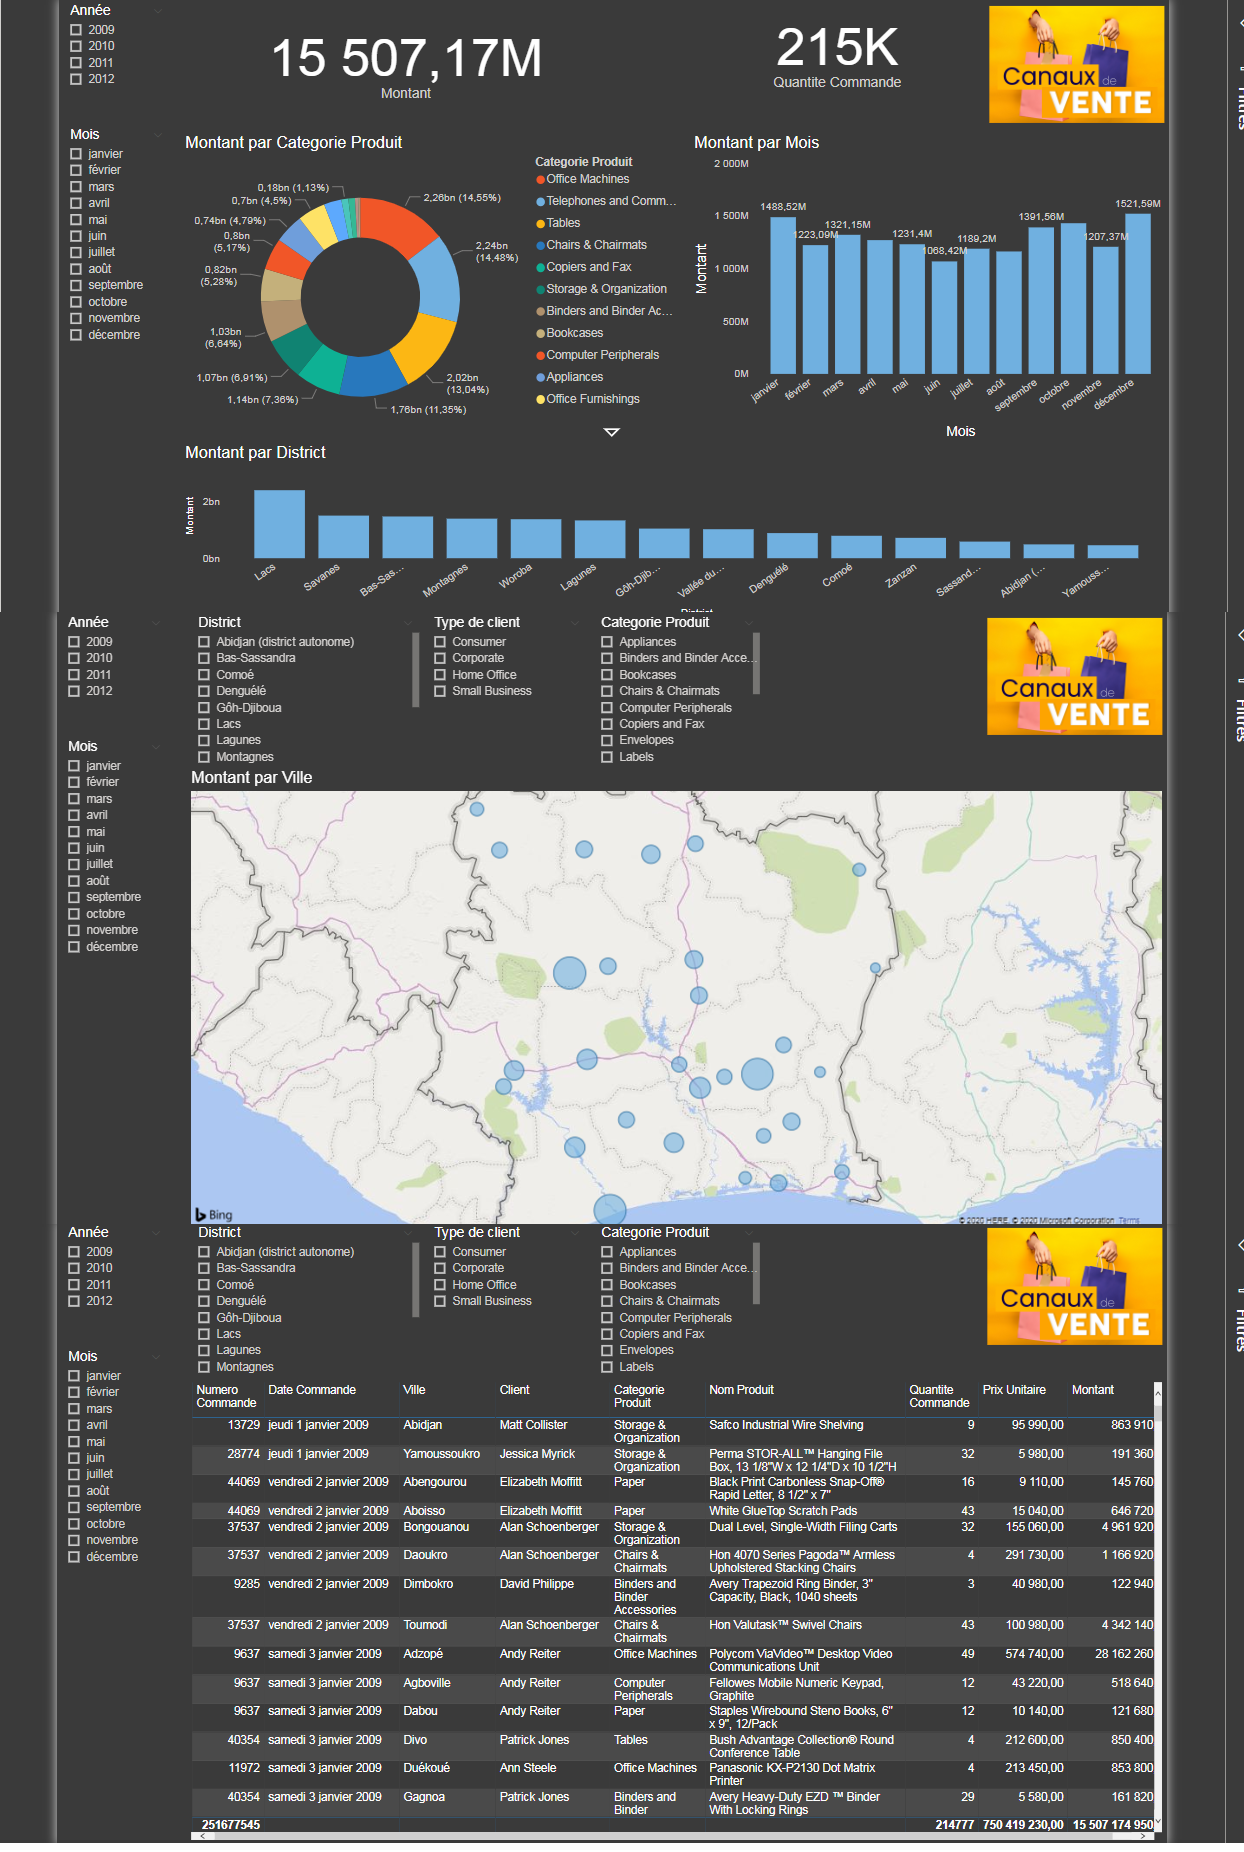 Année
2009
2010
2011
2012
15 507,17M
Montant
215K
Quantite Commande
Canaux de
VENTE
Filtres
Mois
janvier
février
mars
avril
mai
juin
juillet
août
septembre
octobre
novembre
décembre
Montant par Categorie Produit
0,18bn (1,13%)
0,7bn (4,5%)
0,74bn (4,79%)
0,8bn
(5,17%)
0,82bn
(5,28%)
1,03bn
(6,64%)
1,07bn (6,91%)
1,14bn (7,36%)
1,76bn (11,35%)
2,02bn
(13,04%)
2,24bn
(14,48%)
2,26bn (14,55%)
Categorie Produit
Office Machines
Telephones and Comm...
Tables
Chairs & Chairmats
Copiers and Fax
Storage & Organization
Binders and Binder Ac...
Bookcases
Computer Peripherals
Appliances
Office Furnishings
Montant par Mois
2 000M
1 500M
1 000M
500M
0M
Montant
1488,52M
1223,09M
1321,15M
1231,4M
1068,42M
1189,2M
1391,56M
1207,37M
1521,59M
janvier
février
mars
avril
mai
juin
juillet
août
septembre
octobre
novembre
décembre
Mois
Montant par District
Montant
2bn
0bn
Lacs
Savanes
Bas-Sas...
Montagnes
Woroba
Lagunes
Gôh-Djib...
Vallée du...
Denguélé
Comoé
Zanzan
Sassand...
Abidjan (...
Yamouss...
District
Année
2009
2010
2011
2012
District
Abidjan (district autonome)
Bas-Sassandra
Comoé
Denguélé
Gôh-Djiboua
Lacs
Lagunes
Montagnes
Type de client
Consumer
Corporate
Home Office
Small Business
Categorie Produit
Appliances
Binders and Binder Acce...
Bookcases
Chairs & Chairmats
Computer Peripherals
Copiers and Fax
Envelopes
Labels
Canaux de
VENTE
Filtres
Mois
janvier
février
mars
avril
mai
juin
juillet
août
septembre
octobre
novembre
décembre
Montant par Ville
Bing
© 2020 HERE, © 2020 Microsoft Corporation Terms
Année
2009
2010
2011
2012
District
Abidjan (district autonome)
Bas-Sassandra
Comoé
Denguélé
Gôh-Djiboua
Lacs
Lagunes
Montagnes
Type de client
Consumer
Corporate
Home Office
Small Business
Categorie Produit
Appliances
Binders and Binder Acce...
Bookcases
Chairs & Chairmats
Computer Peripherals
Copiers and Fax
Envelopes
Labels
Canaux de
VENTE
Filtres
Mois
janvier
février
mars
avril
mai
juin
juillet
août
septembre
octobre
novembre
décembre
Numero Commande Date Commande Ville Client Categorie Produit Nom Produit Quantite Commande Prix Unitaire Montant
13729 jeudi 1 janvier 2009 Abidjan Matt Collister Storage & Organization Safco Industrial Wire Shelving 9 95 990,00 863 910
28774 jeudi 1 janvier 2009 Yamoussoukro Jessica Myrick Storage & Organization Perma STOR-ALL™ Hanging File Box, 13 1/8"W x 12 1/4"D x 10 1/2"H 32 5 980,00 191 360
44069 vendredi 2 janvier 2009 Abengourou Elizabeth Moffitt Paper Black Print Carbonless Snap-Off® Rapid Letter, 8 1/2" x 7" 16 9 110,00 145 760
44069 vendredi 2 janvier 2009 Aboisso Elizabeth Moffitt Paper White GlueTop Scratch Pads 43 15 040,00 646 720
37537 vendredi 2 janvier 2009 Bongouanou Alan Schoenberger Storage & Organization Dual Level, Single-Width Filing Carts 32 155 060,00 4 961 920
37537 vendredi 2 janvier 2009 Daoukro Alan Schoenberger Chairs & Chairmats Hon 4070 Series Pagoda™ Armless Upholstered Stacking Chairs 4 291 730,00 1 166 920
9285 vendredi 2 janvier 2009 Dimbokro David Philippe Binders and Binder Accessories Avery Trapezoid Ring Binder, 3" Capacity, Black, 1040 sheets 3 40 980,00 122 940
37537 vendredi 2 janvier 2009 Toumodi Alan Schoenberger Chairs & Chairmats Hon Valutask™ Swivel Chairs 43 100 980,00 4 342 140
9637 samedi 3 janvier 2009 Adzopé Andy Reiter Office Machines Polycom ViaVideo™ Desktop Video Communications Unit 49 574 740,00 28 162 260
9637 samedi 3 janvier 2009 Agboville Andy Reiter Computer Peripherals Fellowes Mobile Numeric Keypad, Graphite 12 43 220,00 518 640
9637 samedi 3 janvier 2009 Dabou Andy Reiter Paper Staples Wirebound Steno Books, 6" x 9", 12/Pack 12 10 140,00 121 680
40354 samedi 3 janvier 2009 Divo Patrick Jones Tables Bush Advantage Collection® Round Conference Table 4 212 600,00 850 400
11972 samedi 3 janvier 2009 Duékoué Ann Steele Office Machines Panasonic KX-P2130 Dot Matrix Printer 4 213 450,00 853 800
40354 samedi 3 janvier 2009 Gagnoa Patrick Jones Binders and Binder Avery Heavy-Duty EZD ™ Binder With Locking Rings 29 5 580,00 161 820
251677545 214777 750 419 230,00 15 507 174 950